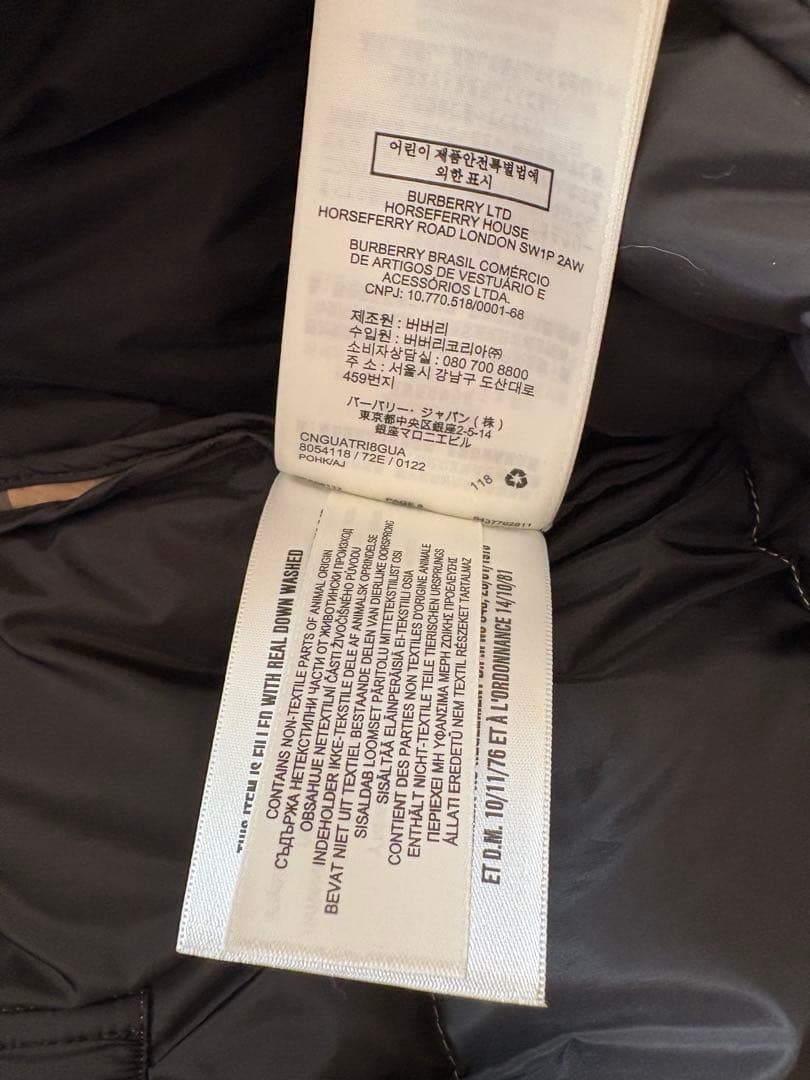 어린이 제품안전특별법에
의한 표시
BURBERRY LTD
HORSEFERRY HOUSE
HORSEFERRY ROAD LONDON SW1P 2AW
BURBERRY BRASIL COMÉRCIO
DE ARTIGOS DE VESTUÁRIO E
ACESSÓRIOS LTDA.
CNPJ: 10.770.518/0001-68
제조원 : 버버리
수입원 : 버버리코리아㈜
소비자상담실 : 080 700 8800
주 소 : 서울시 강남구 도산대로
459번지
バーバリー・ジャパン(株)
東京都中央区銀座2-5-14
銀座マロニエビル
CNGUATRI8GUA
8054118 / 72E / 0122
POHK/AJ
118
THIS ITEM IS FILLED WITH REAL DOWN WASHED
CONTAINS NON-TEXTILE PARTS OF ANIMAL ORIGIN
СЪДЪРЖА НЕТЕКСТИЛНИ ЧАСТИ ОТ ЖИВОТИНСКИ ПРОИЗХОД
OBSAHUJE NETEXTILNÍ ČÁSTI ŽIVOČIŠNÉHO PŮVODU
INDEHOLDER IKKE-TEKSTILE DELE AF ANIMALSK OPRINDELSE
BEVAT NIET UIT TEXTIEL BESTAANDE DELEN VAN DIERLIJKE OORSPRONG
SISALDAB LOOMSET PÄRITOLU MITTETEKSTIILIST OSI
SISÄLTÄÄ ELÄINPERÄISIÄ EI-TEKSTIILI OSIA
CONTIENT DES PARTIES NON TEXTILES D'ORIGINE ANIMALE
ENTHÄLT NICHT-TEXTILE TEILE TIERISCHEN URSPRUNGS
ΠΕΡΙΕΧΕΙ ΜΗ ΥΦΑΝΣΙΜΑ ΜΕΡΗ ΖΩΙΚΗΣ ΠΡΟΕΛΕΥΣΗΣ
ÁLLATI EREDETŰ NEM TEXTIL RÉSZEKET TARTALMAZ
ET D.M. 10/11/76 ET À L'ORDONNANCE 14/10/81